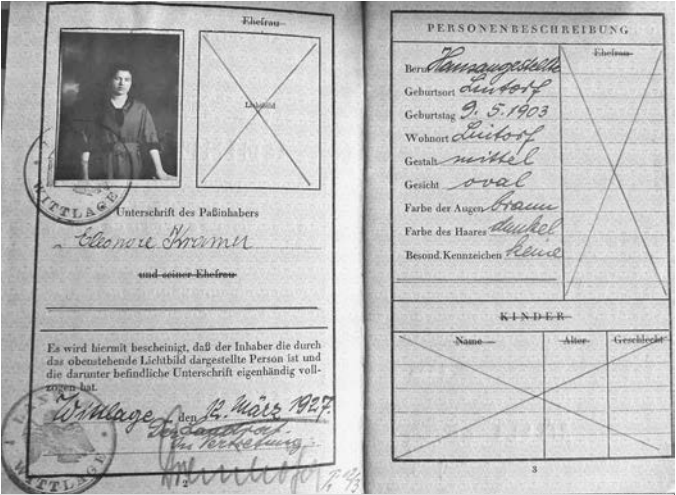 Ehefrau
Lichtbild
WITTLAGE
Unterschrift des Paßinhabers
Eleonore Kramer
und seiner Ehefrau
Es wird hiermit bescheinigt, daß der Inhaber die durch
das obenstehende Lichtbild dargestellte Person ist und
die darunter befindliche Unterschrift eigenhändig voll-
zogen hat.
Wittlage, den 12. März 1927.
Der Landrat.
In Vertretung:
WITTLAGE
2
PERSONENBESCHREIBUNG
Ehefrau
Beruf Hausangestellte
Geburtsort Lintorf
Geburtstag 9. 5. 1903
Wohnort Lintorf
Gestalt mittel
Gesicht oval
Farbe der Augen braun
Farbe des Haares dunkel
Besond. Kennzeichen keine
KINDER
Name Alter Geschlecht
3